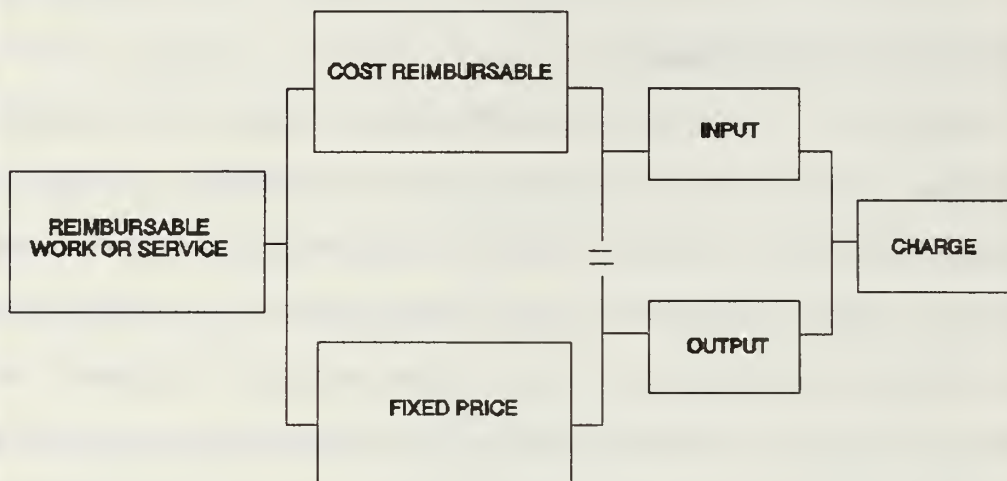 COST REIMBURSABLE
INPUT
REIMBURSABLE
WORK OR SERVICE
CHARGE
OUTPUT
FIXED PRICE